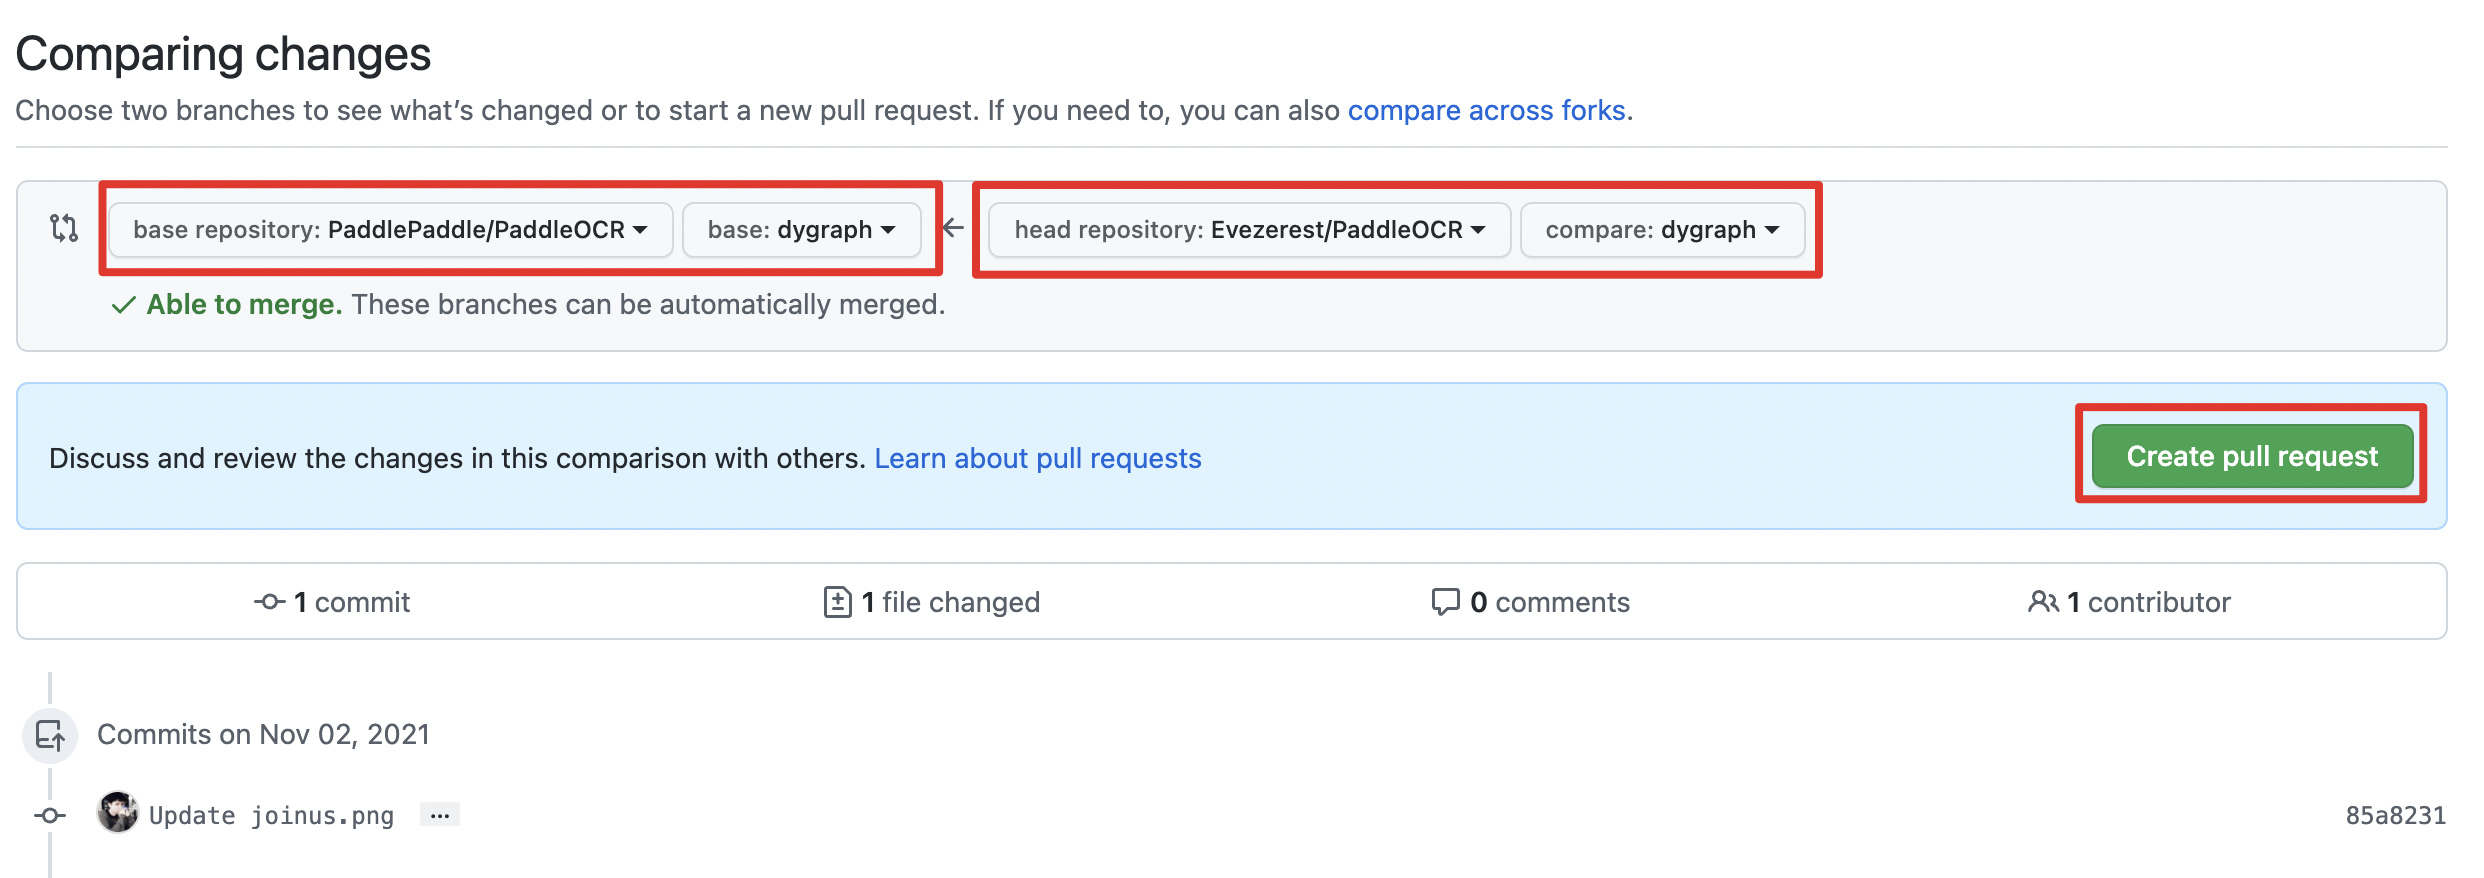 Comparing changes
Choose two branches to see what's changed or to start a new pull request. If you need to, you can also compare across forks.
base repository: PaddlePaddle/PaddleOCR base: dygraph ← head repository: Evezerest/PaddleOCR compare: dygraph
✓ Able to merge. These branches can be automatically merged.
Discuss and review the changes in this comparison with others. Learn about pull requests Create pull request
1 commit 1 file changed 0 comments 1 contributor
Commits on Nov 02, 2021
Update joinus.png ... 85a8231